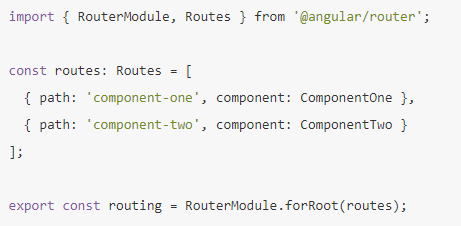 import { RouterModule, Routes } from '@angular/router';
const routes: Routes = [
{ path: 'component-one', component: ComponentOne },
{ path: 'component-two', component: ComponentTwo }
];
export const routing = RouterModule.forRoot(routes);